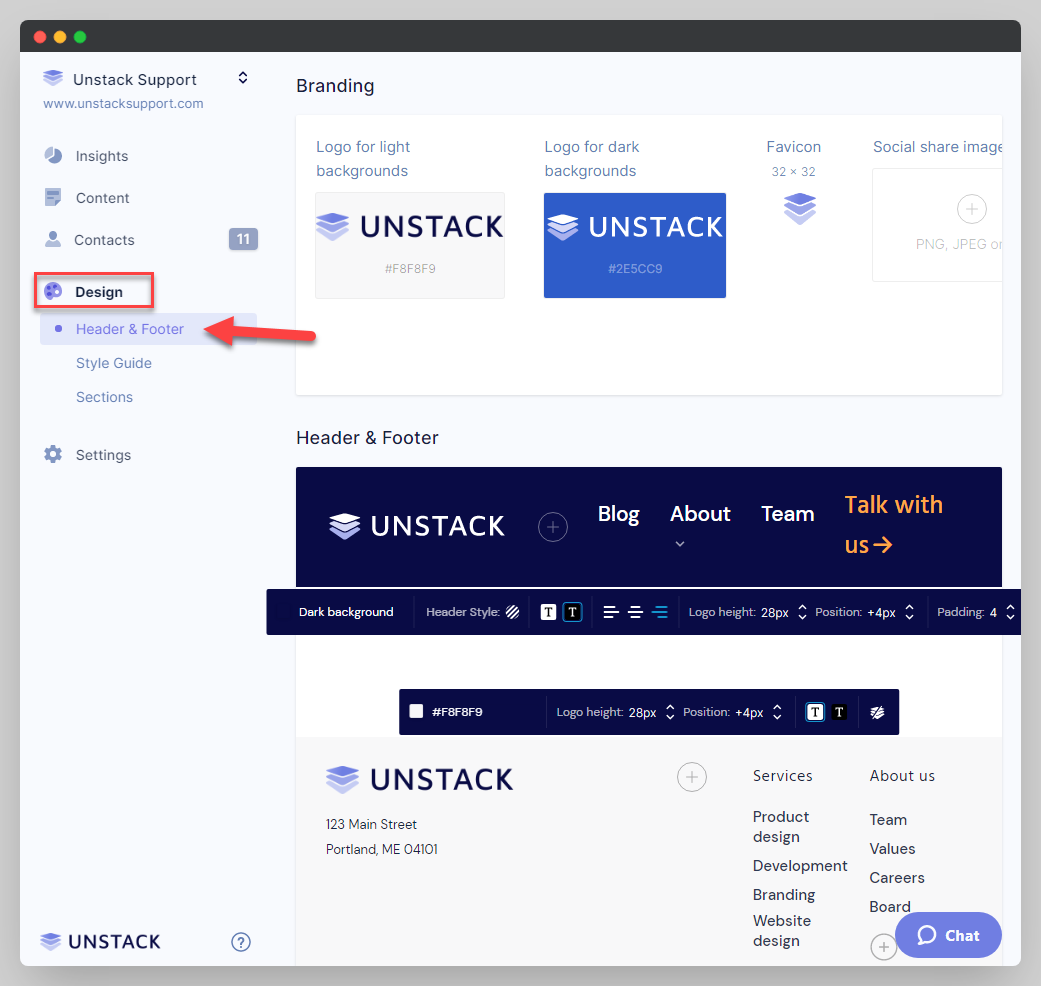 Unstack Support
www.unstacksupport.com
Insights
Content
Contacts 11
Design
Header & Footer
Style Guide
Sections
Settings
UNSTACK
?
Branding
Logo for light
backgrounds
UNSTACK
#F8F8F9
Logo for dark
backgrounds
UNSTACK
#2E5CC9
Favicon
32 × 32
Social share image
PNG, JPEG or
Header & Footer
UNSTACK
Blog
About
Team
Talk with
us→
Dark background Header Style: T T Logo height: 28px Position: +4px Padding: 4
#F8F8F9 Logo height: 28px Position: +4px T T
UNSTACK
123 Main Street
Portland, ME 04101
Services
Product
design
Development
Branding
Website
design
About us
Team
Values
Careers
Board
Chat